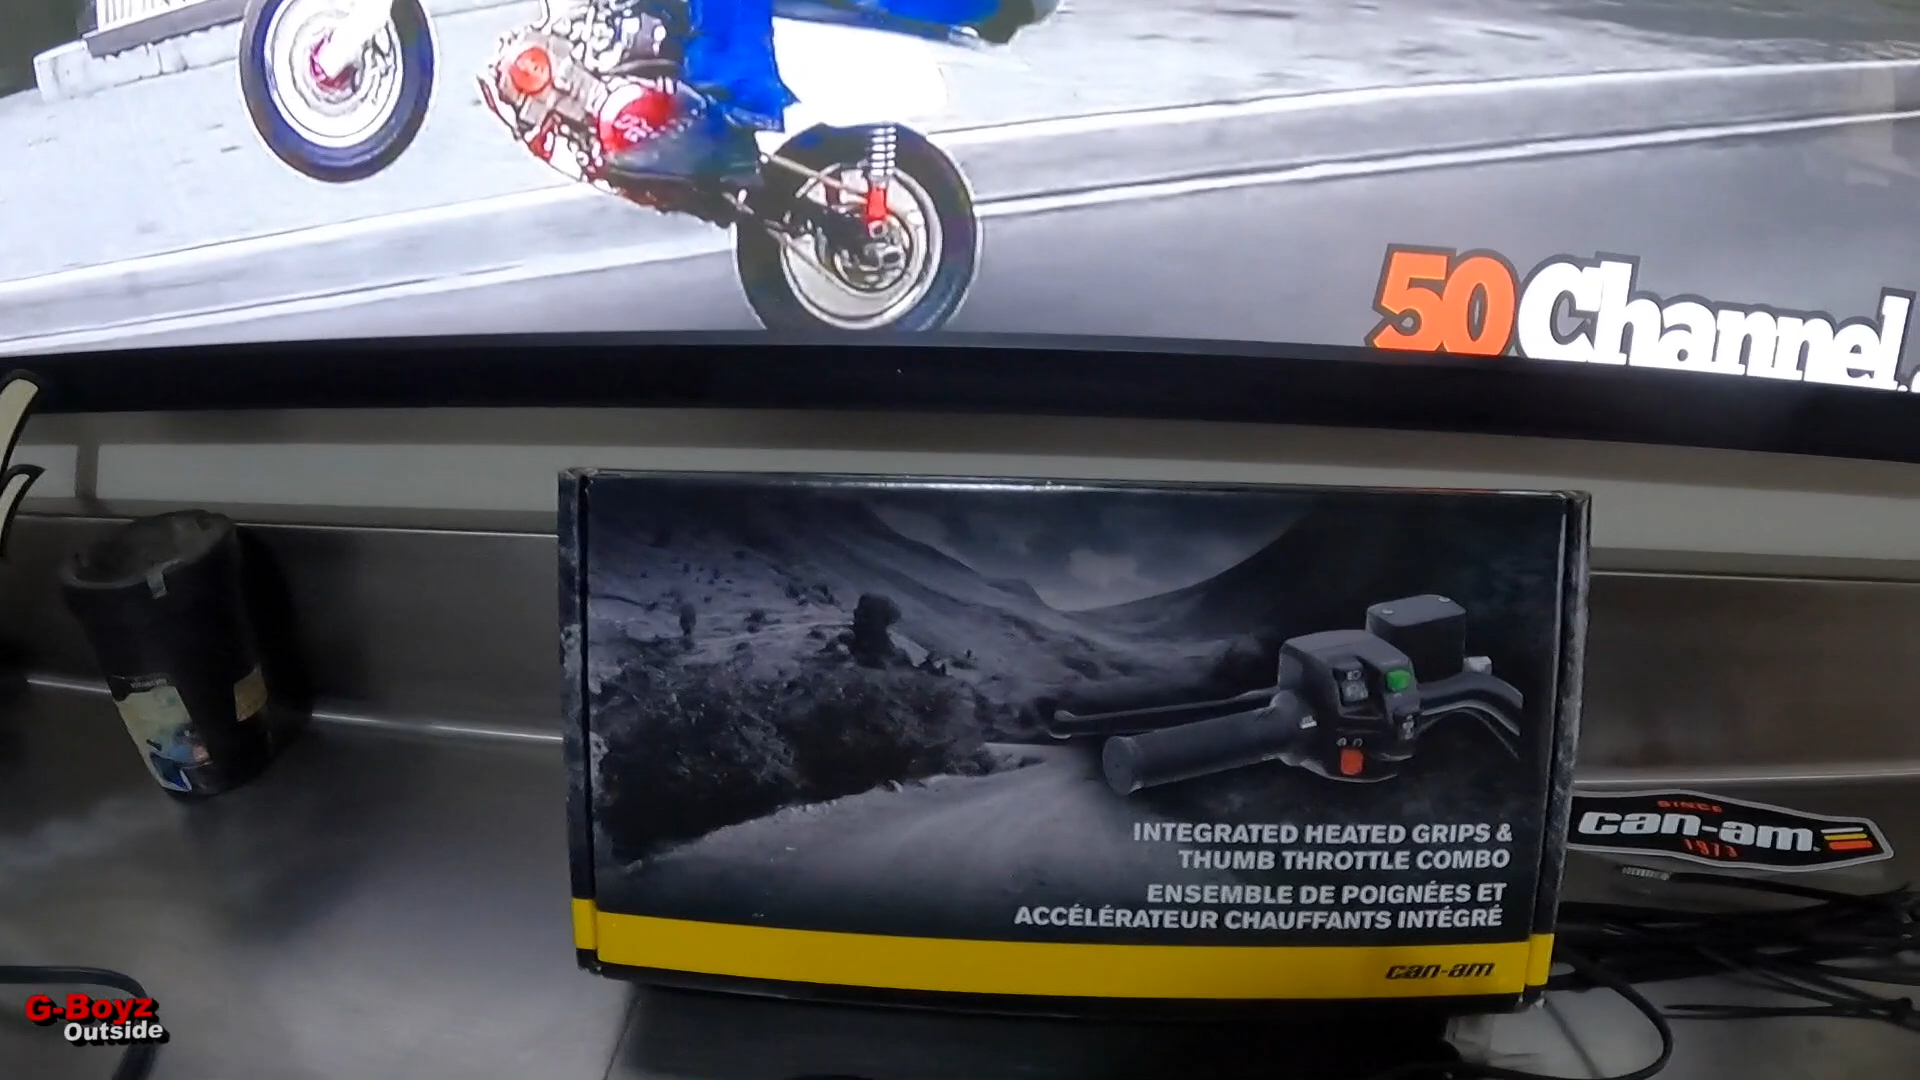 50Channel.
INTEGRATED HEATED GRIPS &
THUMB THROTTLE COMBO
ENSEMBLE DE POIGNÉES ET
ACCÉLÉRATEUR CHAUFFANTS INTÉGRÉ
can-am
SINCE
can-am
1973
G-Boyz
Outside